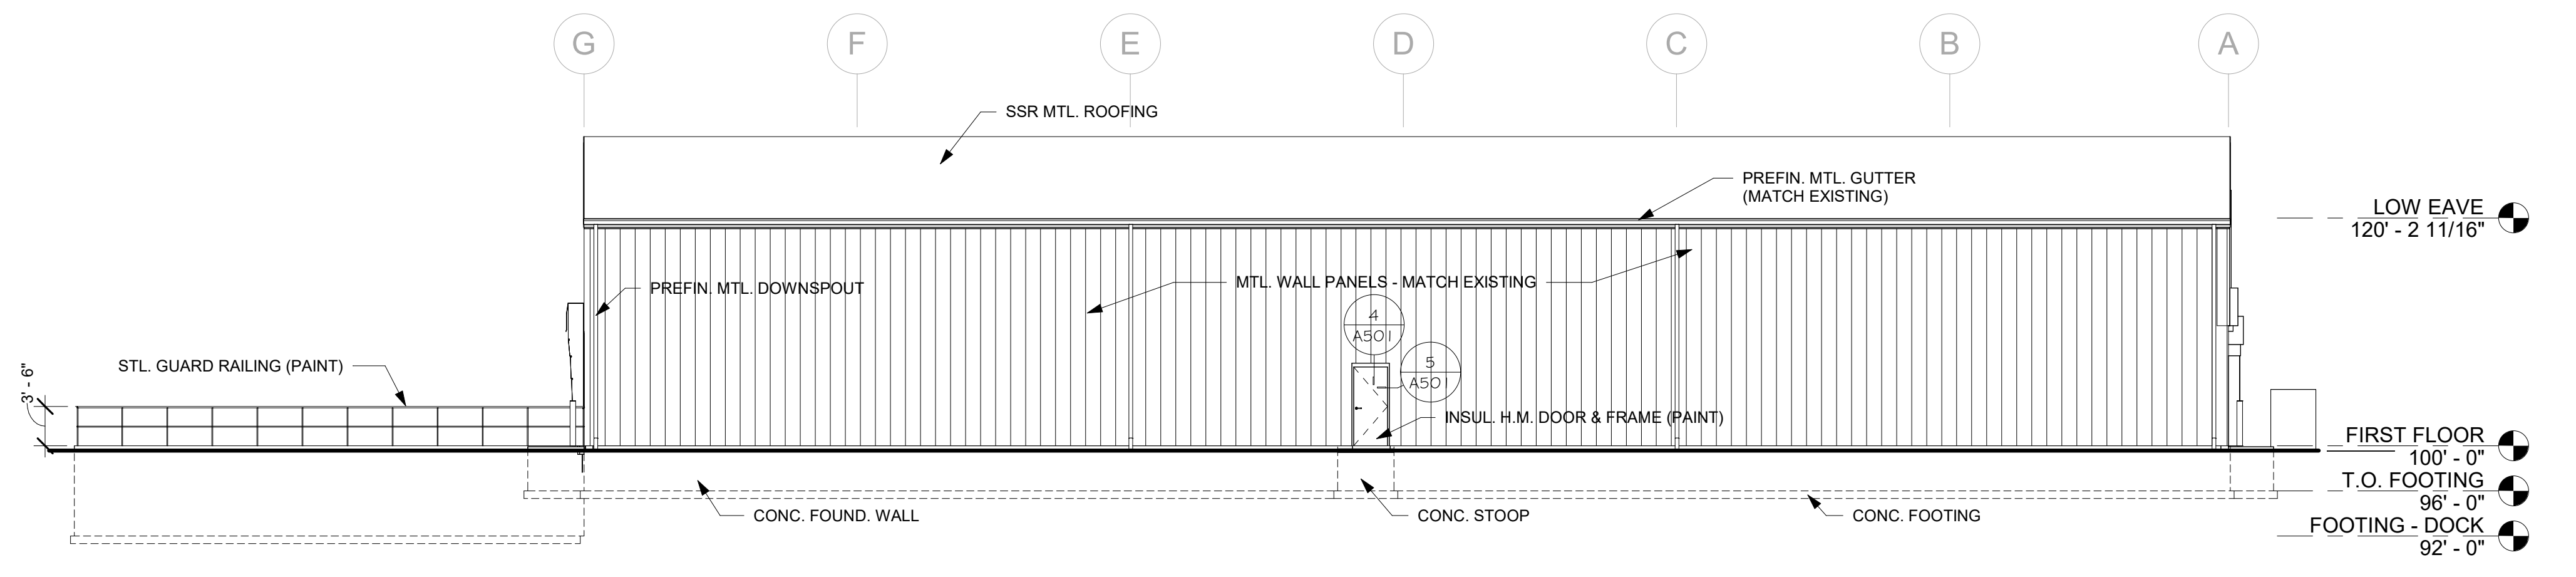 G F E D C B A
SSR MTL. ROOFING
PREFIN. MTL. GUTTER
(MATCH EXISTING)
LOW EAVE
120' - 2 11/16"
PREFIN. MTL. DOWNSPOUT
MTL. WALL PANELS - MATCH EXISTING
4
A501
5
A501
STL. GUARD RAILING (PAINT)
3' - 6"
INSUL. H.M. DOOR & FRAME (PAINT)
FIRST FLOOR
100' - 0"
T.O. FOOTING
96' - 0"
CONC. FOUND. WALL
CONC. STOOP
CONC. FOOTING
FOOTING - DOCK
92' - 0"